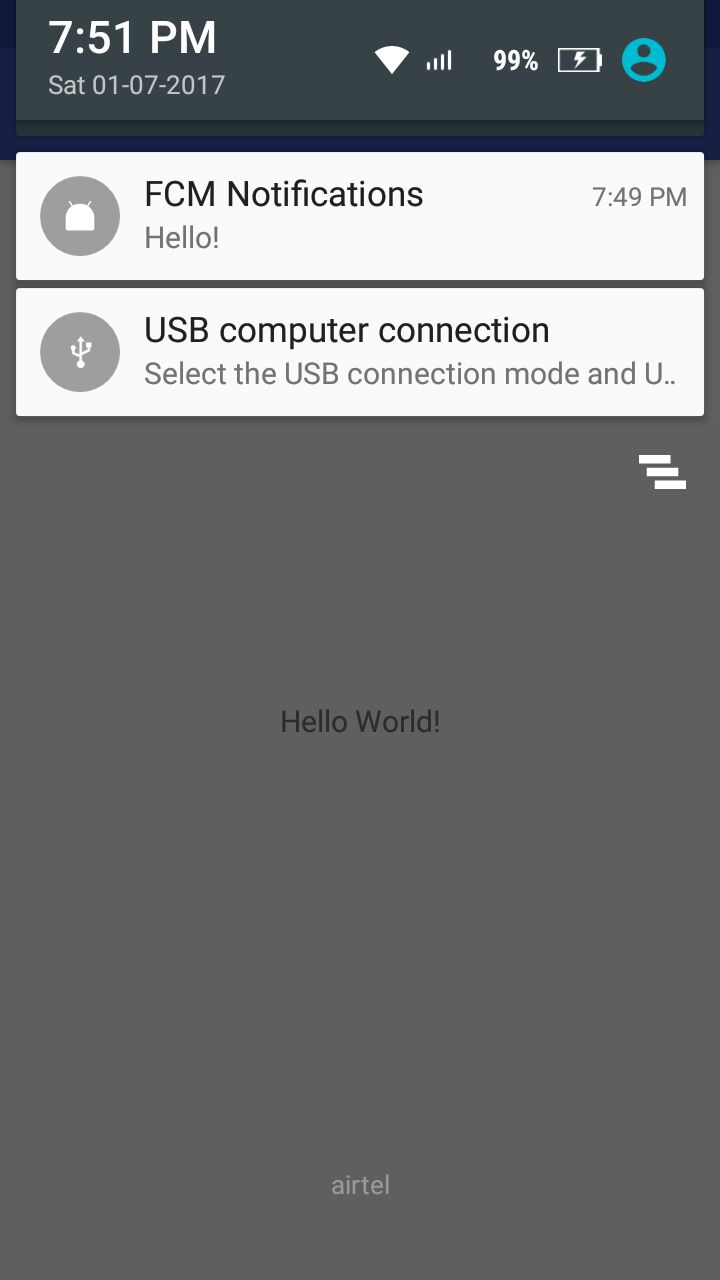 7:51 PM
99%
Sat 01-07-2017
FCM Notifications 7:49 PM
Hello!
USB computer connection
Select the USB connection mode and U..
Hello World!
airtel